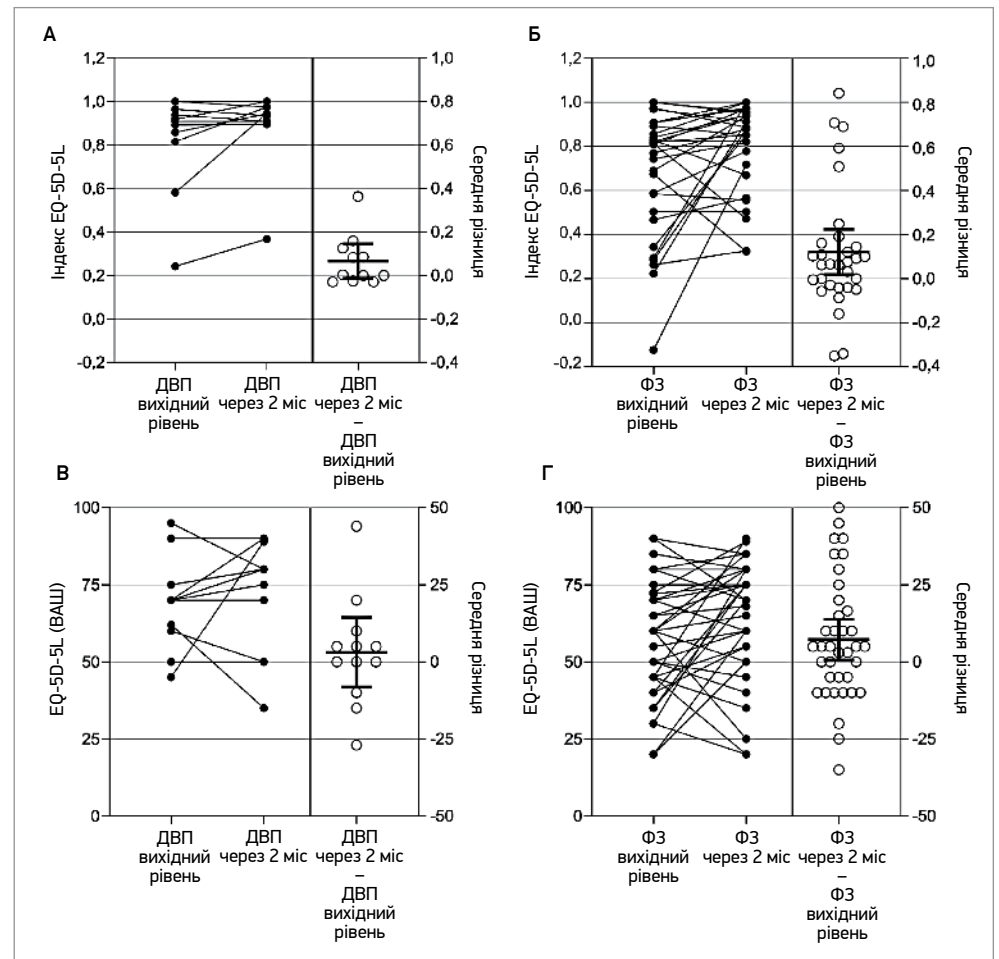 А
1,2
1,0
0,8
0,6
0,4
0,2
0,0
-0,2
Індекс EQ-5D-5L
1,0
0,8
0,6
0,4
0,2
0,0
-0,2
-0,4
Середня різниця
ДВП
вихідний
рівень
ДВП
через 2 міс
ДВП
через 2 міс
–
ДВП
вихідний
рівень
Б
1,2
1,0
0,8
0,6
0,4
0,2
0,0
-0,2
Індекс EQ-5D-5L
1,0
0,8
0,6
0,4
0,2
0,0
-0,2
-0,4
Середня різниця
ФЗ
вихідний
рівень
ФЗ
через 2 міс
ФЗ
через 2 міс
–
ФЗ
вихідний
рівень
В
100
75
50
25
0
EQ-5D-5L (ВАШ)
50
25
0
-25
-50
Середня різниця
ДВП
вихідний
рівень
ДВП
через 2 міс
ДВП
через 2 міс
–
ДВП
вихідний
рівень
Г
100
75
50
25
0
EQ-5D-5L (ВАШ)
50
25
0
-25
-50
Середня різниця
ФЗ
вихідний
рівень
ФЗ
через 2 міс
ФЗ
через 2 міс
–
ФЗ
вихідний
рівень